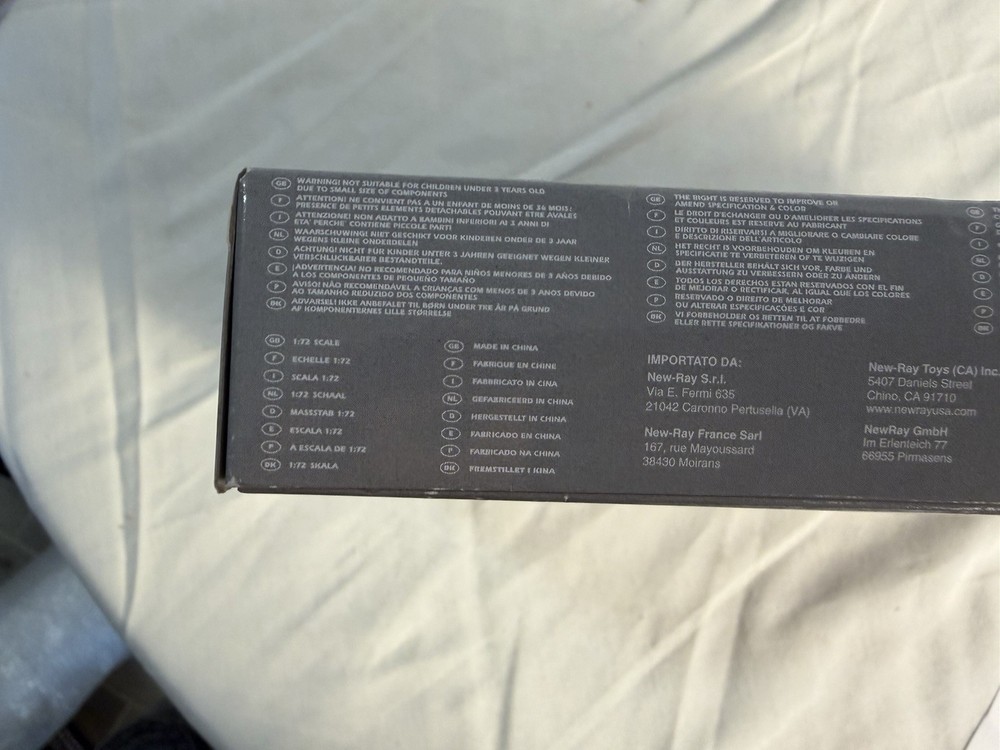 GB WARNING! NOT SUITABLE FOR CHILDREN UNDER 3 YEARS OLD
DUE TO SMALL SIZE OF COMPONENTS
F ATTENTION! NE CONVIENT PAS A UN ENFANT DE MOINS DE 36 MOIS:
PRESENCE DE PETITS ELEMENTS DETACHABLES POUVANT ETRE AVALES
I ATTENZIONE! NON ADATTO A BAMBINI INFERIORI AI 3 ANNI DI
ETA' PERCHE' CONTIENE PICCOLE PARTI
NL WAARSCHUWING! NIET GESCHIKT VOOR KINDEREN ONDER DE 3 JAAR
WEGENS KLEINE ONDERDELEN
D ACHTUNG! NICHT FÜR KINDER UNTER 3 JAHREN GEEIGNET WEGEN KLEINER
VERSCHLUCKBARER BESTANDTEILE.
E ¡ADVERTENCIA! NO RECOMENDADO PARA NIÑOS MENORES DE 3 AÑOS DEBIDO
A LOS COMPONENTES DE PEQUEÑO TAMAÑO
P AVISO! NÃO RECOMENDÁVEL A CRIANÇAS COM MENOS DE 3 ANOS DEVIDO
AO TAMANHO REDUZIDO DOS COMPONENTES
DK ADVARSEL! IKKE ANBEFALET TIL BØRN UNDER TRE ÅR PÅ GRUND
AF KOMPONENTERNES LILLE STØRRELSE
GB 1:72 SCALE
F ECHELLE 1:72
I SCALA 1:72
NL 1:72 SCHAAL
D MASSSTAB 1:72
E ESCALA 1:72
P A ESCALA DE 1:72
DK 1:72 SKALA
GB MADE IN CHINA
F FABRIQUE EN CHINE
I FABBRICATO IN CINA
NL GEFABRICEERD IN CHINA
D HERGESTELLT IN CHINA
E FABRICADO EN CHINA
P FABRICADO NA CHINA
DK FREMSTILLET I KINA
GB THE RIGHT IS RESERVED TO IMPROVE OR
AMEND SPECIFICATION & COLOR
F LE DROIT D'ECHANGER OU D'AMELIORER LES SPECIFICATIONS
ET COULEURS EST RESERVE AU FABRICANT
I DIRITTO DI RISERVARSI A MIGLIORARE O CAMBIARE COLORE
E DESCRIZIONE DELL'ARTICOLO
NL HET RECHT IS VOORBEHOUDEN OM KLEUREN EN
SPECIFICATIE TE VERBETEREN OF TE WIJZIGEN
D DER HERSTELLER BEHÄLT SICH VOR, FARBE UND
AUSSTATTUNG ZU VERBESSERN ODER ZU ÄNDERN
E TODOS LOS DERECHOS ESTAN RESERVADOS CON EL FIN
DE MEJORAR O RECTIFICAR, AL IGUAL QUE LOS COLORES
P RESERVADO O DIREITO DE MELHORAR
OU ALTERAR ESPECIFICAÇÕES E COR
DK VI FORBEHOLDER OS RETTEN TIL AT FORBEDRE
ELLER RETTE SPECIFIKATIONER OG FARVE
IMPORTATO DA:
New-Ray S.r.l.
Via E. Fermi 635
21042 Caronno Pertusella (VA)
New-Ray France Sarl
167, rue Mayoussard
38430 Moirans
New-Ray Toys (CA) Inc.
5407 Daniels Street
Chino, CA 91710
www.newrayusa.com
NewRay GmbH
Im Erlenteich 77
66955 Pirmasens
GB
F
I
NL
D
E
P
DK